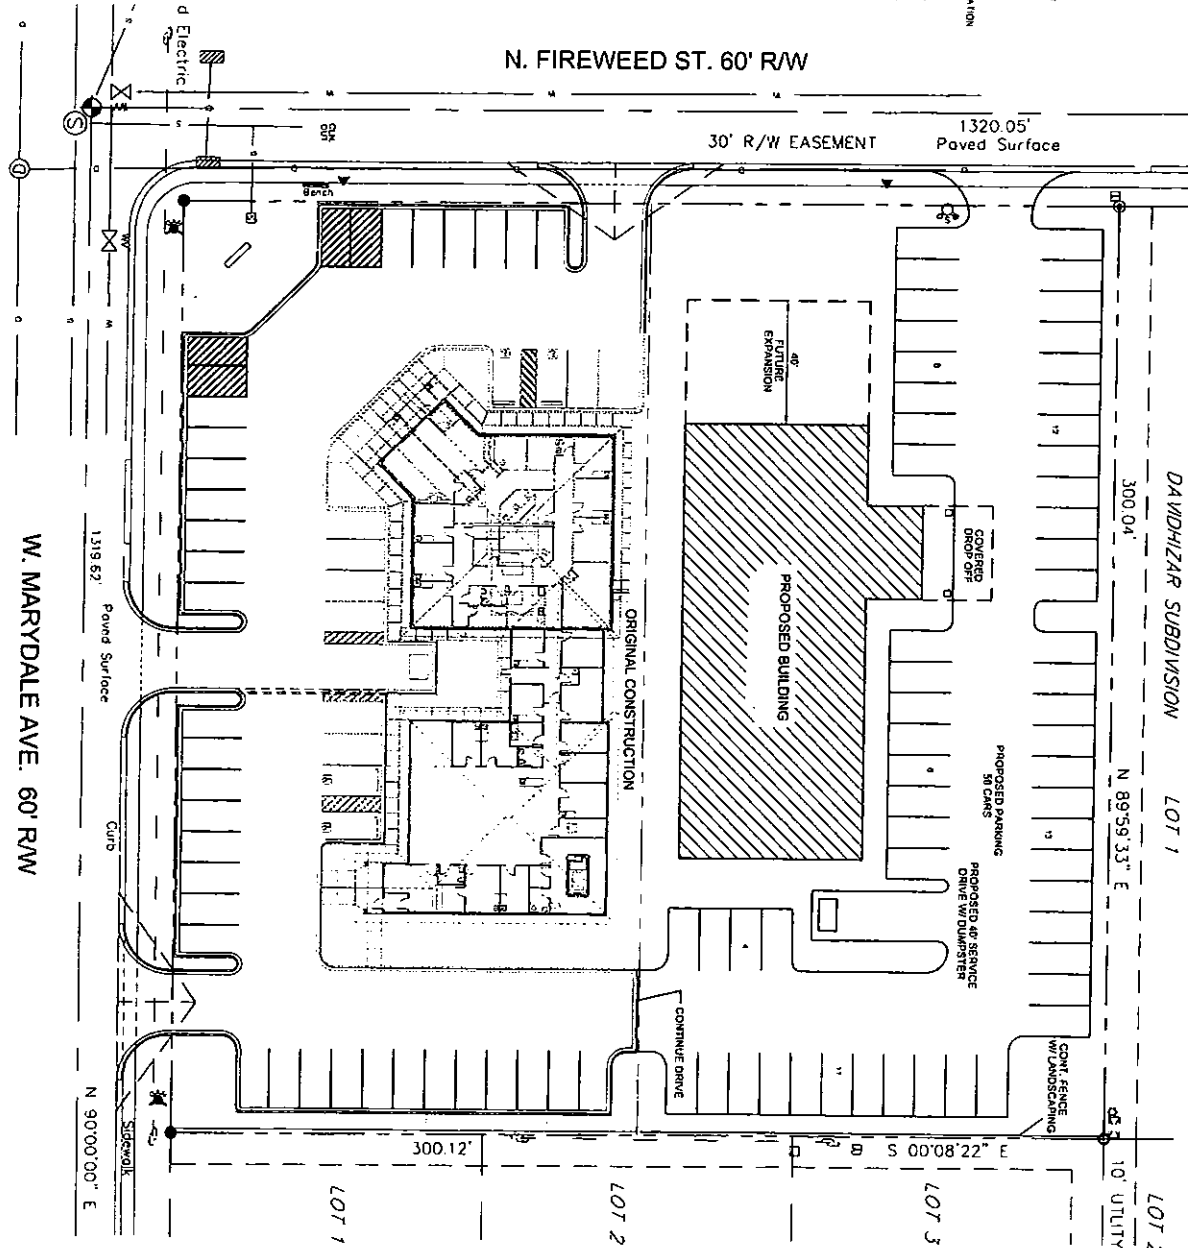 N. FIREWEED ST. 60' R/W
d Electric
30' R/W EASEMENT
1320.05'
Paved Surface
Bench
40'
FUTURE
EXPANSION
COVERED
DROP OFF
PROPOSED BUILDING
ORIGINAL CONSTRUCTION
PROPOSED PARKING
50 CARS
PROPOSED 40' SERVICE
DRIVE W/ DUMPSTER
CONTINUE DRIVE
CONT. FENCE
W/ LANDSCAPING
DAVIDHIZAR SUBDIVISION LOT 1
300.04'
N 89°59'33" E
10' UTILITY
LOT 2
W. MARYDALE AVE. 60' R/W
1319.62'
Paved Surface
Curb
Sidewalk
N 90°00'00" E
300.12'
S 00°08'22" E
LOT 1
LOT 2
LOT 3